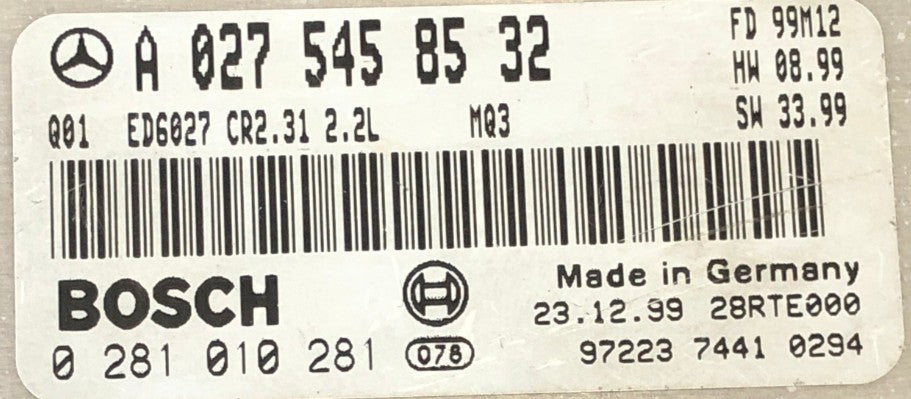 A 027 545 85 32
FD 99M12
HW 08.99
SW 33.99
Q01 ED6027 CR2.31 2.2L MQ3
BOSCH
0 281 010 281
078
Made in Germany
23.12.99 28RTE000
97223 7441 0294